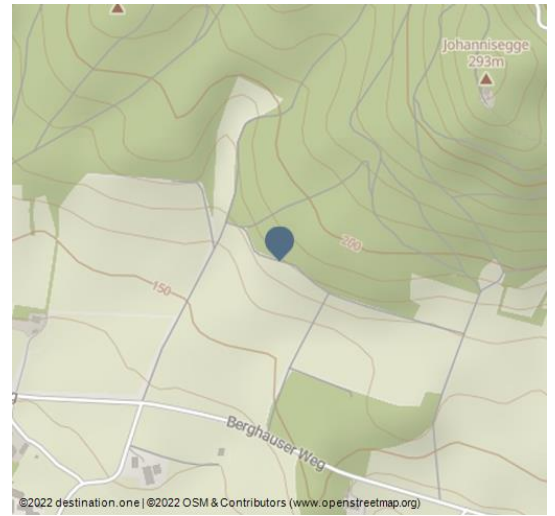 Johannisegge
293m
200
150
g
Berghauser Weg
©2022 destination.one | ©2022 OSM & Contributors (www.openstreetmap.org)